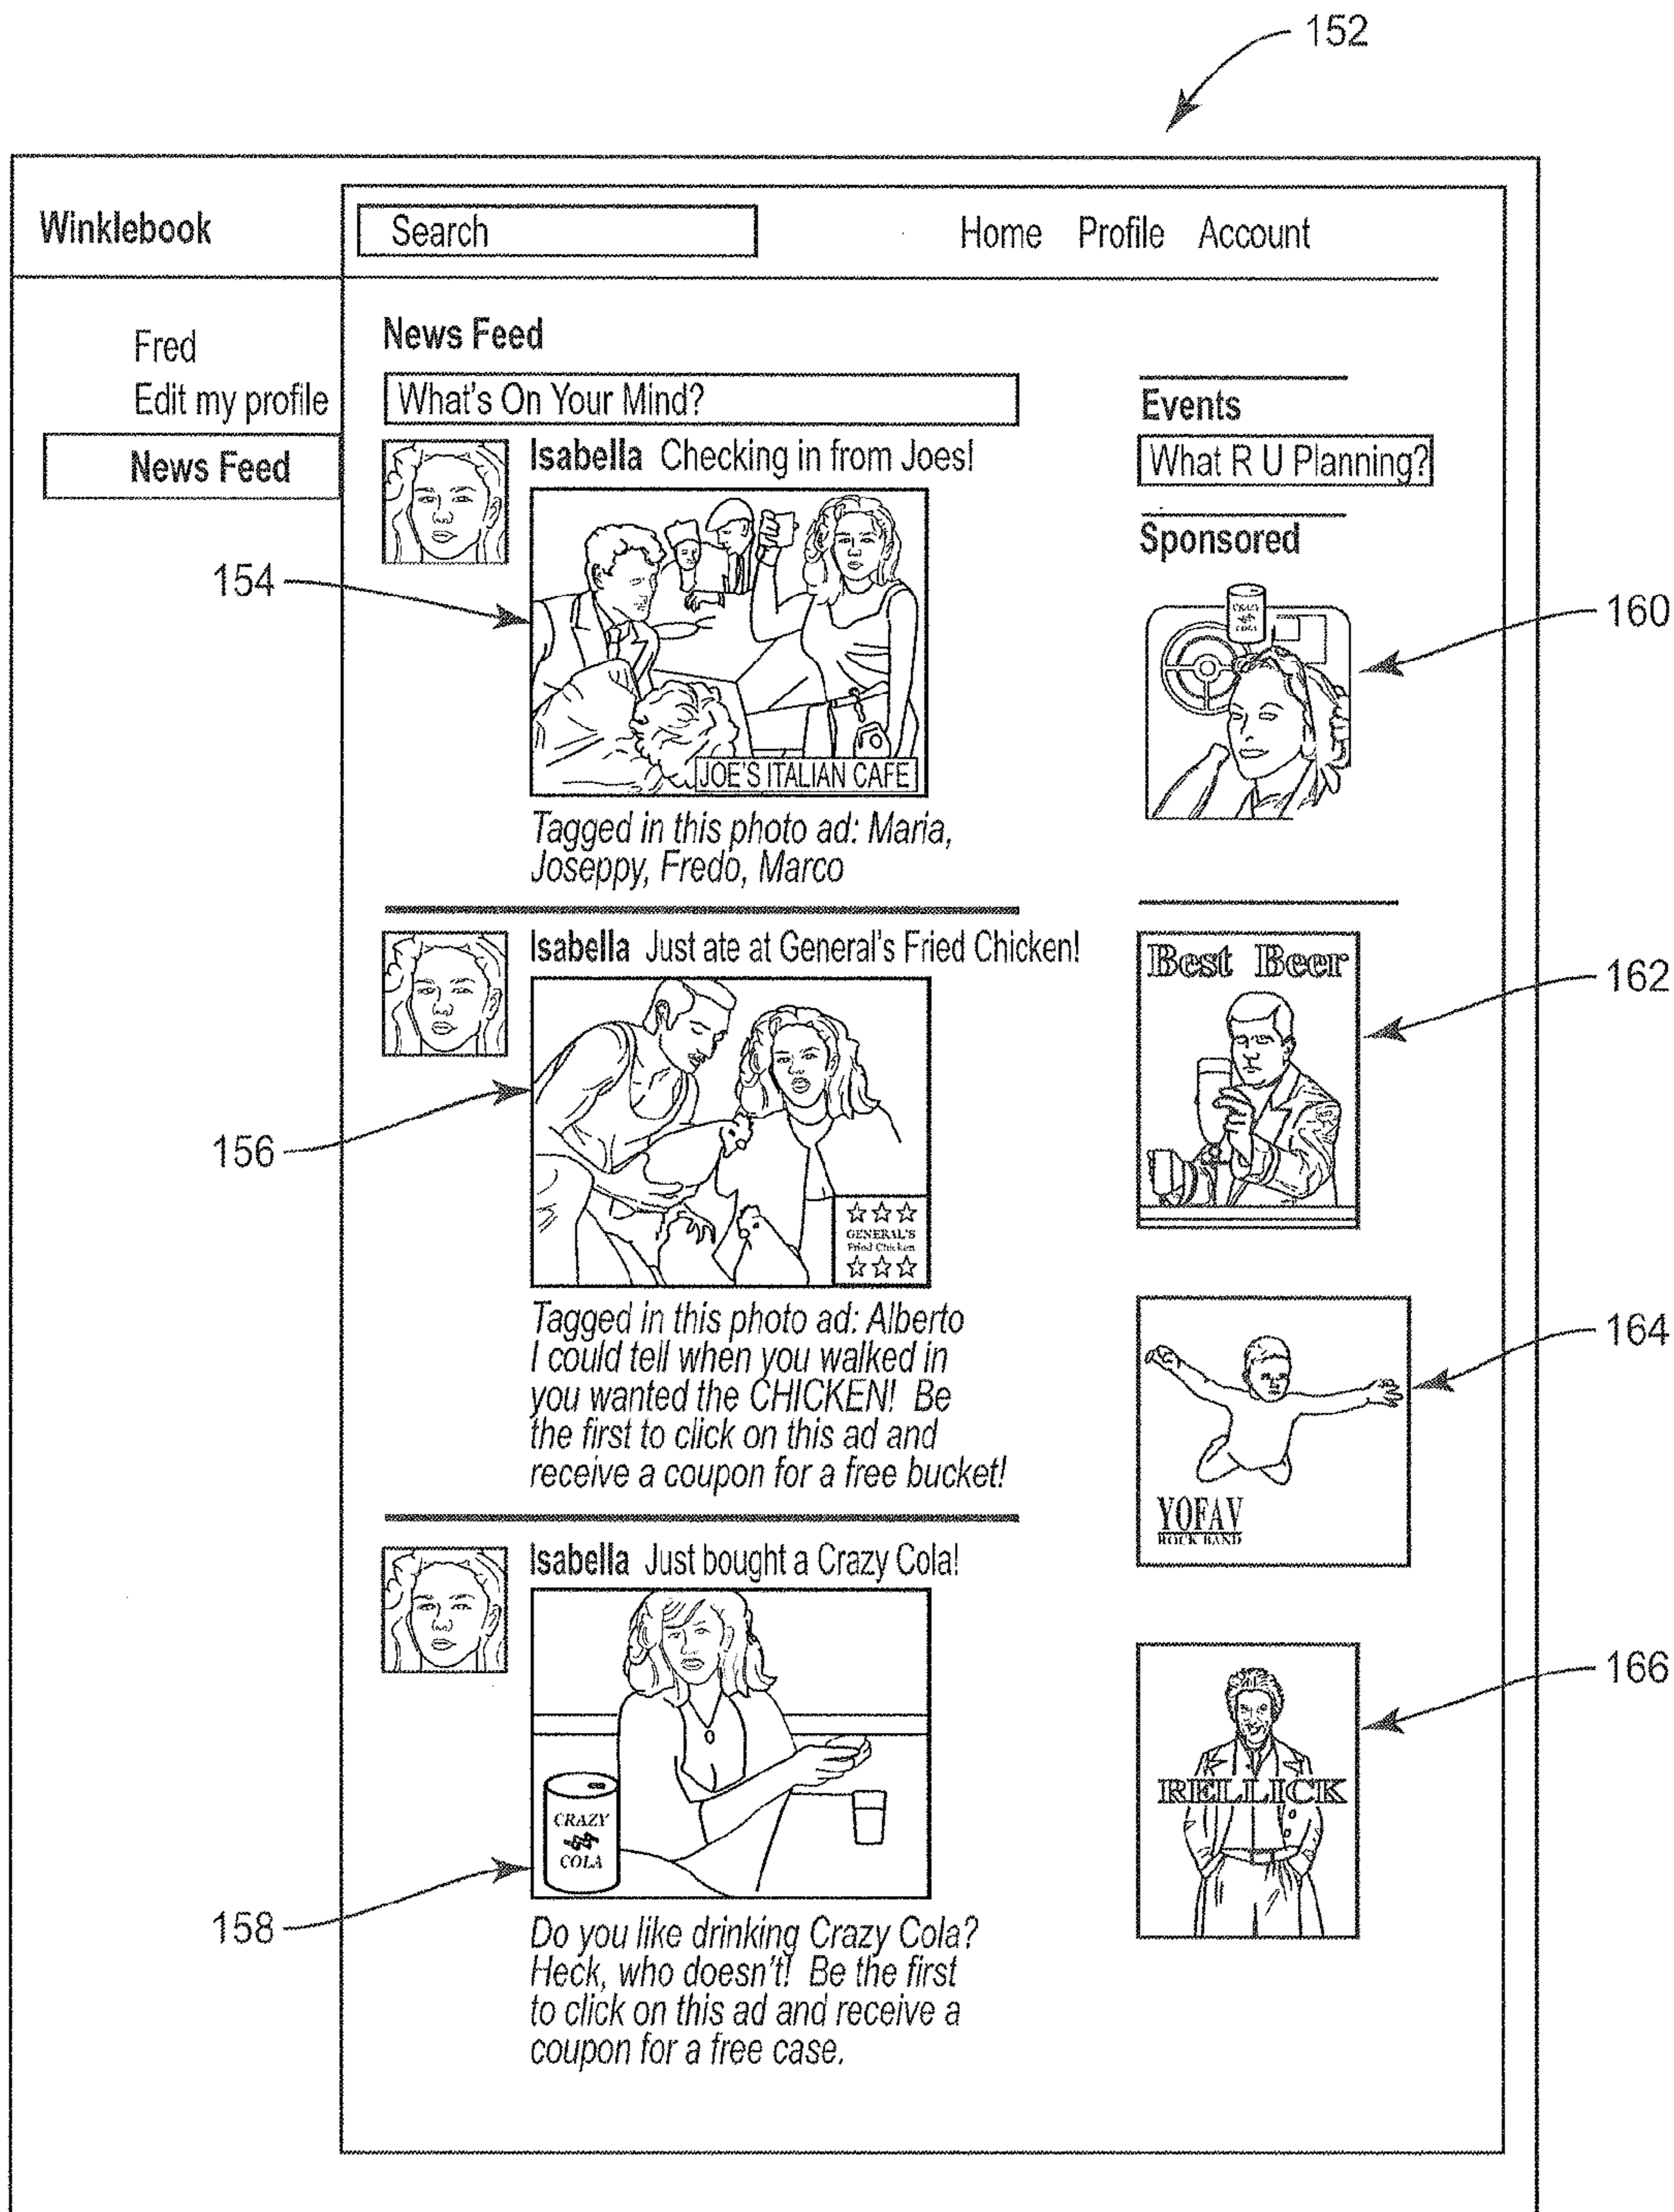 152
Winklebook
Search
Home Profile Account
Fred
Edit my profile
News Feed
News Feed
What's On Your Mind?
Isabella Checking in from Joes!
154
JOE'S ITALIAN CAFE
Tagged in this photo ad: Maria,
Joseppy, Fredo, Marco
Isabella Just ate at General's Fried Chicken!
156
GENERAL'S
Fried Chicken
Tagged in this photo ad: Alberto
I could tell when you walked in
you wanted the CHICKEN! Be
the first to click on this ad and
receive a coupon for a free bucket!
Isabella Just bought a Crazy Cola!
CRAZY
COLA
158
Do you like drinking Crazy Cola?
Heck, who doesn't! Be the first
to click on this ad and receive a
coupon for a free case.
Events
What R U Planning?
Sponsored
CRAZY
COLA
160
Best Beer
162
164
YOFAV
ROCK BAND
166
RELLICK